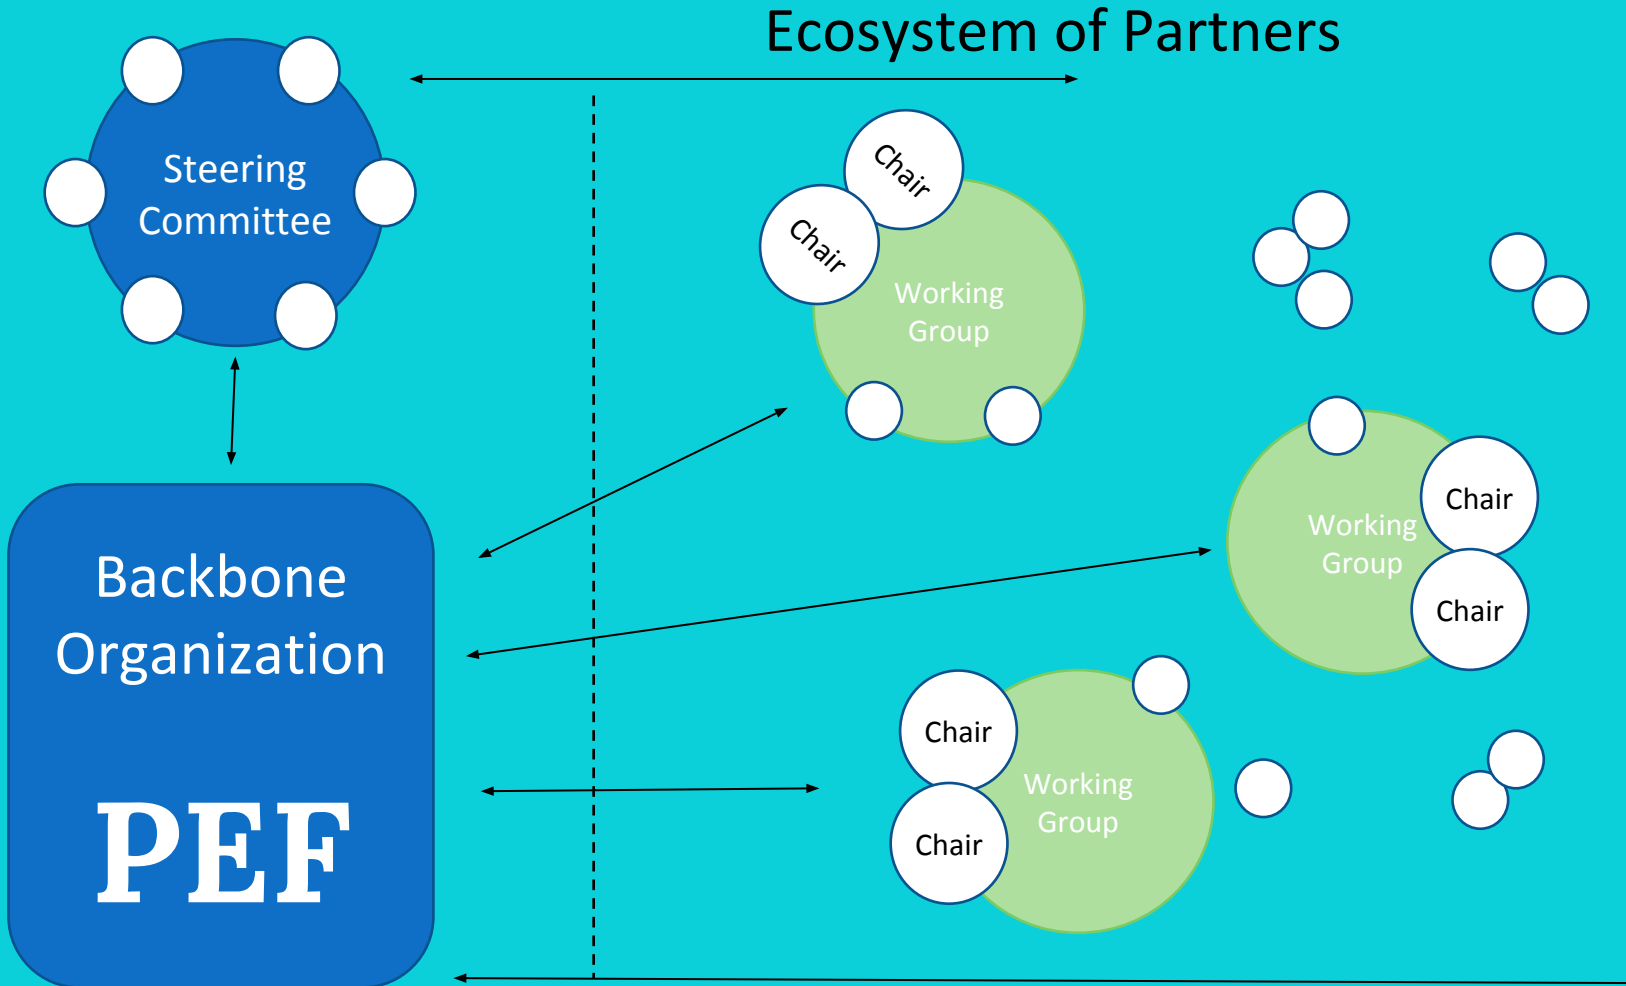 Ecosystem of Partners
Steering
Committee
Chair
Chair
Working
Group
Chair
Working
Group
Chair
Backbone
Organization
PEF
Chair
Working
Group
Chair